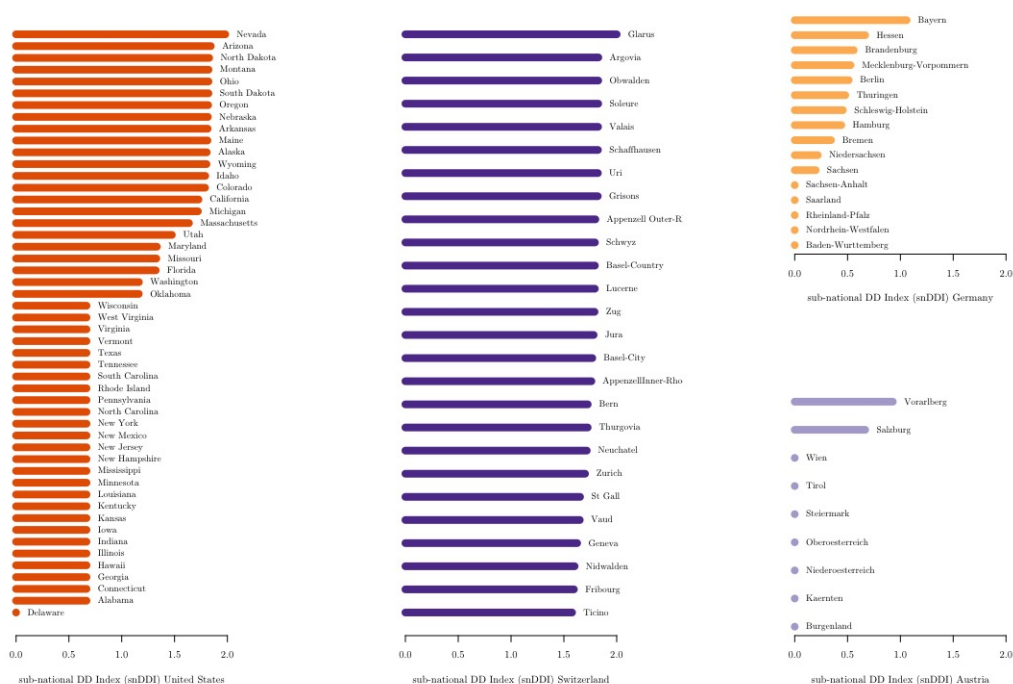 Nevada
Arizona
North Dakota
Montana
Ohio
South Dakota
Oregon
Nebraska
Arkansas
Maine
Alaska
Wyoming
Idaho
Colorado
California
Michigan
Massachusetts
Utah
Maryland
Missouri
Florida
Washington
Oklahoma
Wisconsin
West Virginia
Virginia
Vermont
Texas
Tennessee
South Carolina
Rhode Island
Pennsylvania
North Carolina
New York
New Mexico
New Jersey
New Hampshire
Mississippi
Minnesota
Louisiana
Kentucky
Kansas
Iowa
Indiana
Illinois
Hawaii
Georgia
Connecticut
Alabama
Delaware
0.0 0.5 1.0 1.5 2.0
sub-national DD Index (snDDI) United States
Glarus
Argovia
Obwalden
Soleure
Valais
Schaffhausen
Uri
Grisons
Appenzell Outer-R
Schwyz
Basel-Country
Lucerne
Zug
Jura
Basel-City
AppenzellInner-Rho
Bern
Thurgovia
Neuchatel
Zurich
St Gall
Vaud
Geneva
Nidwalden
Fribourg
Ticino
0.0 0.5 1.0 1.5 2.0
sub-national DD Index (snDDI) Switzerland
Bayern
Hessen
Brandenburg
Mecklenburg-Vorpommern
Berlin
Thuringen
Schleswig-Holstein
Hamburg
Bremen
Niedersachsen
Sachsen
Sachsen-Anhalt
Saarland
Rheinland-Pfalz
Nordrhein-Westfalen
Baden-Wurttemberg
0.0 0.5 1.0 1.5 2.0
sub-national DD Index (snDDI) Germany
Vorarlberg
Salzburg
Wien
Tirol
Steiermark
Oberoesterreich
Niederoesterreich
Kaernten
Burgenland
0.0 0.5 1.0 1.5 2.0
sub-national DD Index (snDDI) Austria